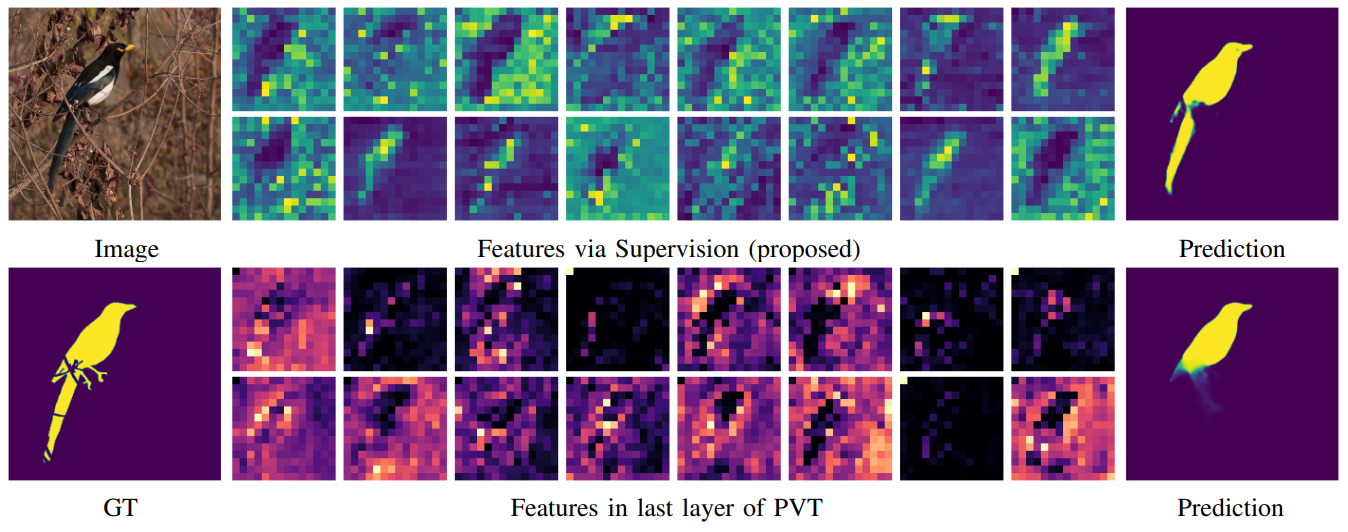 Image
Features via Supervision (proposed)
Prediction
GT
Features in last layer of PVT
Prediction